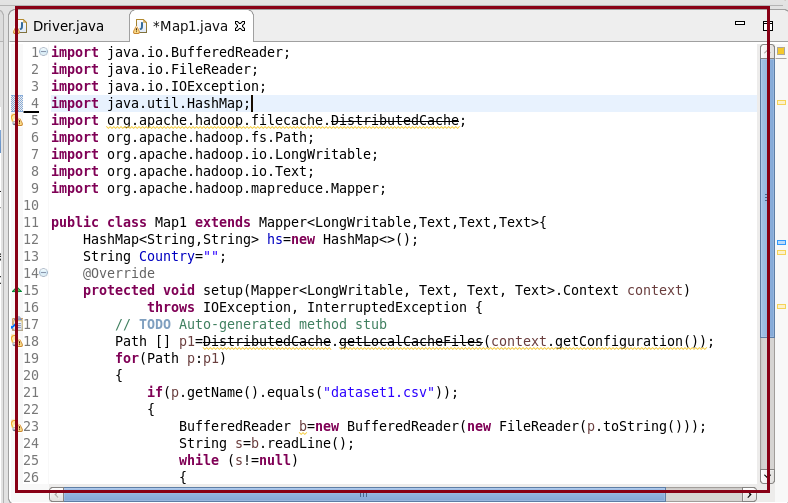 Driver.java *Map1.java
1 import java.io.BufferedReader;
2 import java.io.FileReader;
3 import java.io.IOException;
4 import java.util.HashMap;
5 import org.apache.hadoop.filecache.DistributedCache;
6 import org.apache.hadoop.fs.Path;
7 import org.apache.hadoop.io.LongWritable;
8 import org.apache.hadoop.io.Text;
9 import org.apache.hadoop.mapreduce.Mapper;
10
11 public class Map1 extends Mapper<LongWritable,Text,Text,Text>{
12 HashMap<String,String> hs=new HashMap<>();
13 String Country="";
14 @Override
15 protected void setup(Mapper<LongWritable, Text, Text, Text>.Context context)
16 throws IOException, InterruptedException {
17 // TODO Auto-generated method stub
18 Path [] p1=DistributedCache.getLocalCacheFiles(context.getConfiguration());
19 for(Path p:p1)
20 {
21 if(p.getName().equals("dataset1.csv"));
22 {
23 BufferedReader b=new BufferedReader(new FileReader(p.toString()));
24 String s=b.readLine();
25 while (s!=null)
26 {